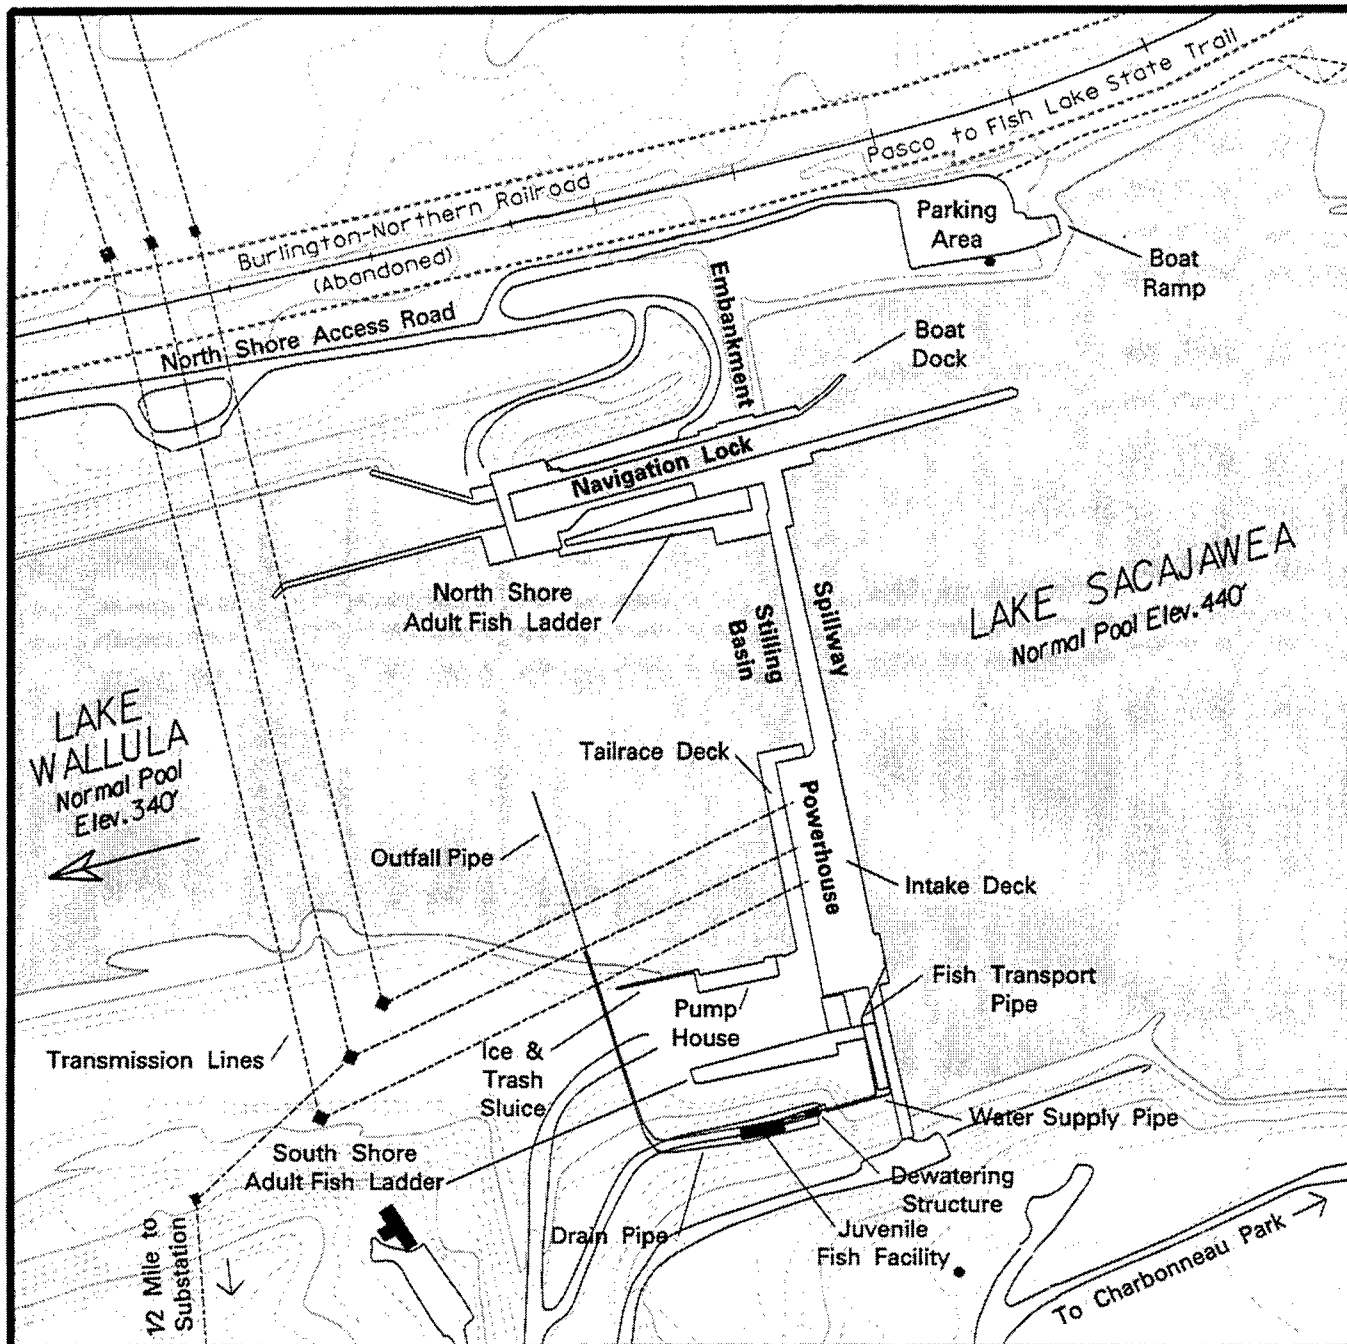 Pasco to Fish Lake State Trail
Burlington-Northern Railroad
(Abandoned)
Parking
Area
Boat
Ramp
North Shore Access Road
Embankment
Boat
Dock
Navigation Lock
North Shore
Adult Fish Ladder
Stilling
Basin
Spillway
LAKE SACAJAWEA
Normal Pool Elev. 440'
LAKE
WALLULA
Normal Pool
Elev. 340'
Tailrace Deck
Powerhouse
Outfall Pipe
Intake Deck
Fish Transport
Pipe
Pump
House
Transmission Lines
Ice &
Trash
Sluice
Water Supply Pipe
South Shore
Adult Fish Ladder
Dewatering
Structure
Drain Pipe
Juvenile
Fish Facility
1/2 Mile to
Substation
To Charbonneau Park